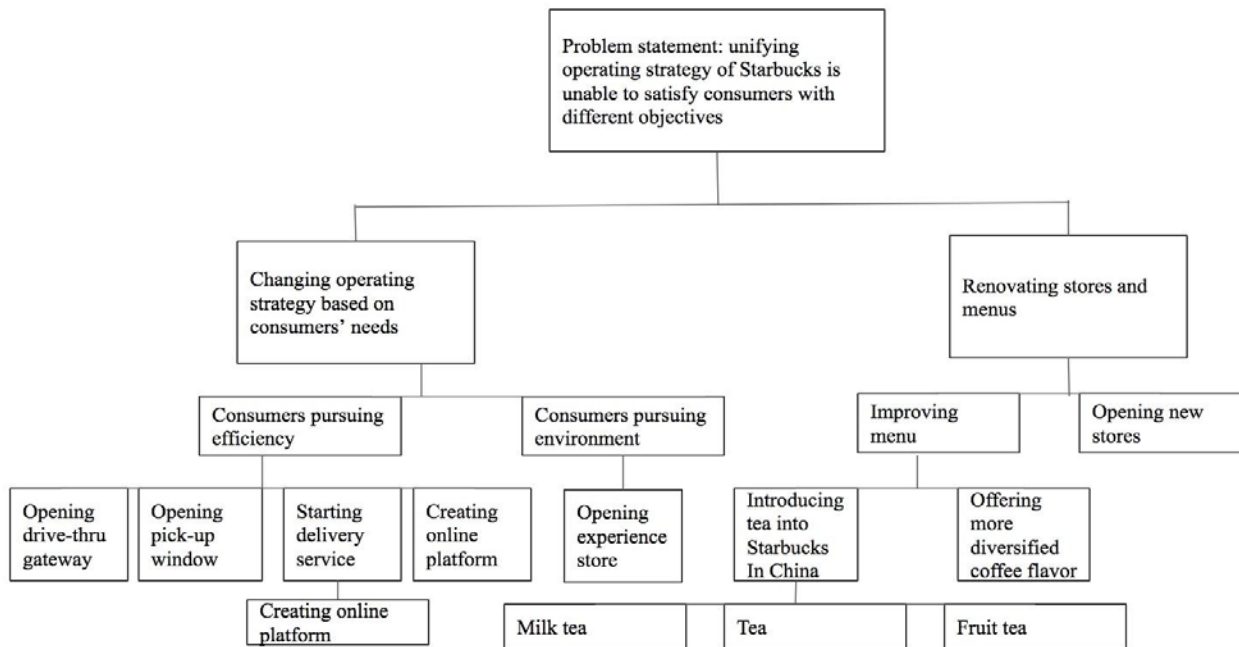 Problem statement: unifying
operating strategy of Starbucks is
unable to satisfy consumers with
different objectives
Changing operating
strategy based on
consumers’ needs
Renovating stores and
menus
Consumers pursuing
efficiency
Consumers pursuing
environment
Improving
menu
Opening new
stores
Opening
drive-thru
gateway
Opening
pick-up
window
Starting
delivery
service
Creating
online
platform
Opening
experience
store
Introducing
tea into
Starbucks
In China
Offering
more
diversified
coffee flavor
Creating online
platform
Milk tea
Tea
Fruit tea